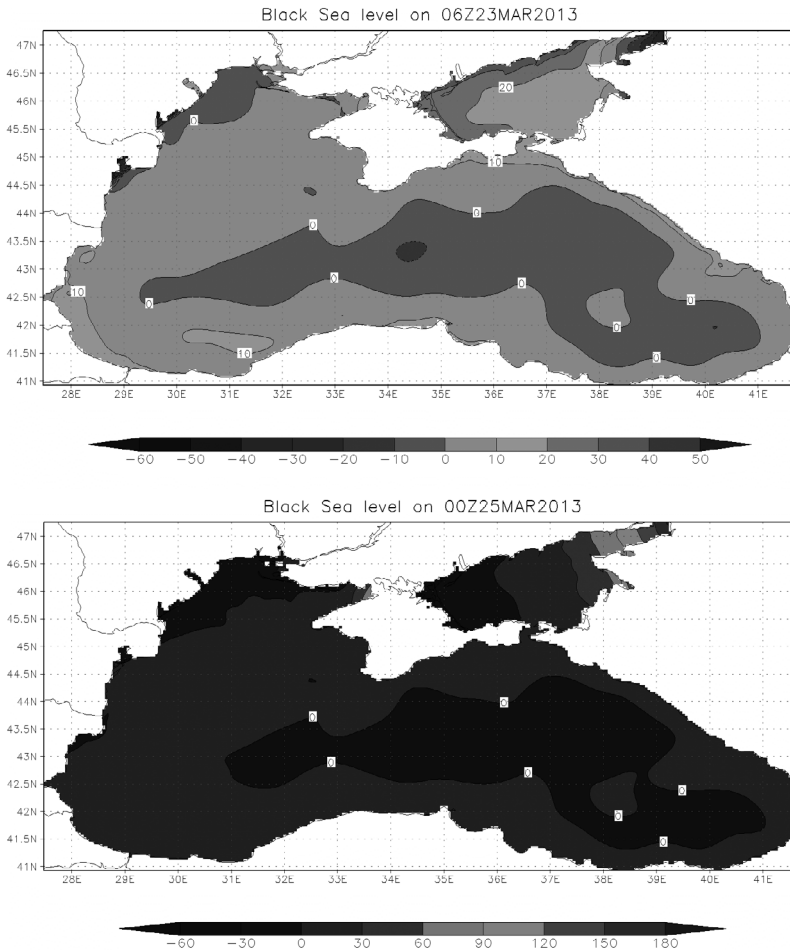 Black Sea level on 06Z23MAR2013
47N
46.5N
20
46N
45.5N
0
45N
10
44.5N
44N
0
0
43.5N
43N
0
10
42.5N
0
0
0
42N
0
41.5N
10
0
41N
28E 29E 30E 31E 32E 33E 34E 35E 36E 37E 38E 39E 40E 41E
−60 −50 −40 −30 −20 −10 0 10 20 30 40 50
Black Sea level on 00Z25MAR2013
47N
46.5N
46N
45.5N
45N
44.5N
44N
0
0
43.5N
43N
0
0
42.5N
0
42N
0
41.5N
0
41N
28E 29E 30E 31E 32E 33E 34E 35E 36E 37E 38E 39E 40E 41E
−60 −30 0 30 60 90 120 150 180